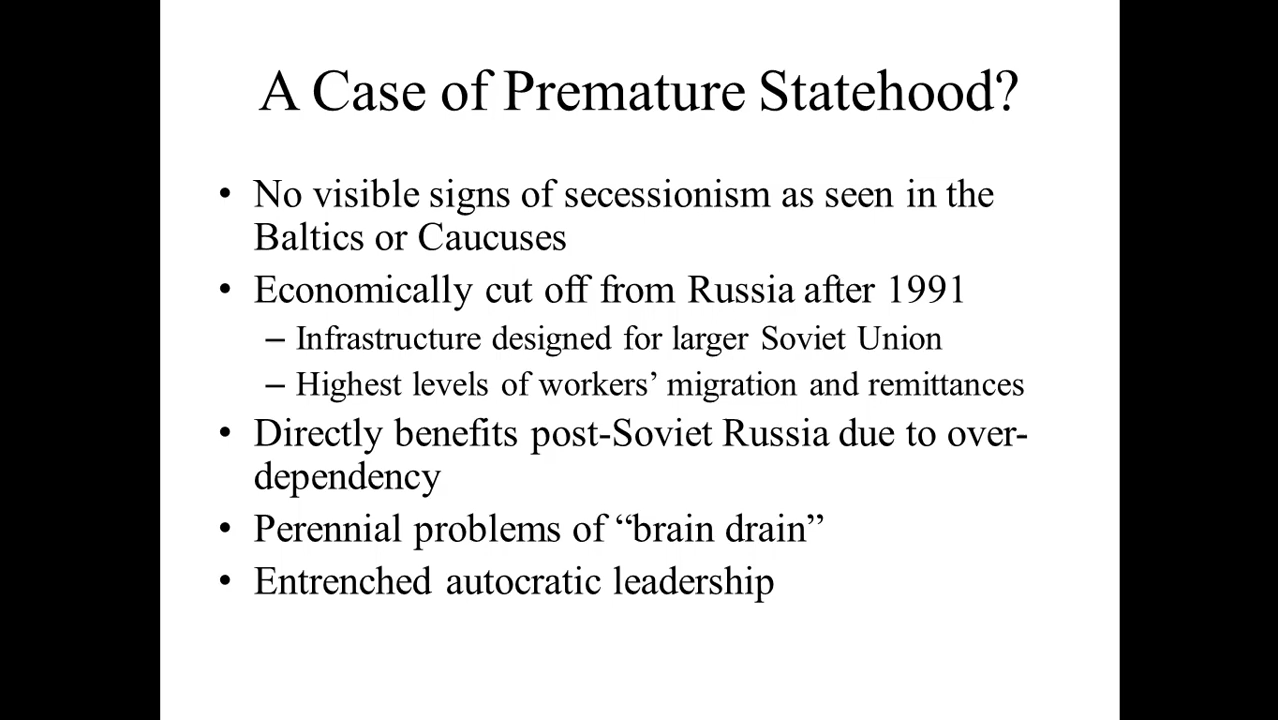 A Case of Premature Statehood?
• No visible signs of secessionism as seen in the
Baltics or Caucuses
• Economically cut off from Russia after 1991
– Infrastructure designed for larger Soviet Union
– Highest levels of workers’ migration and remittances
• Directly benefits post-Soviet Russia due to over-
dependency
• Perennial problems of “brain drain”
• Entrenched autocratic leadership